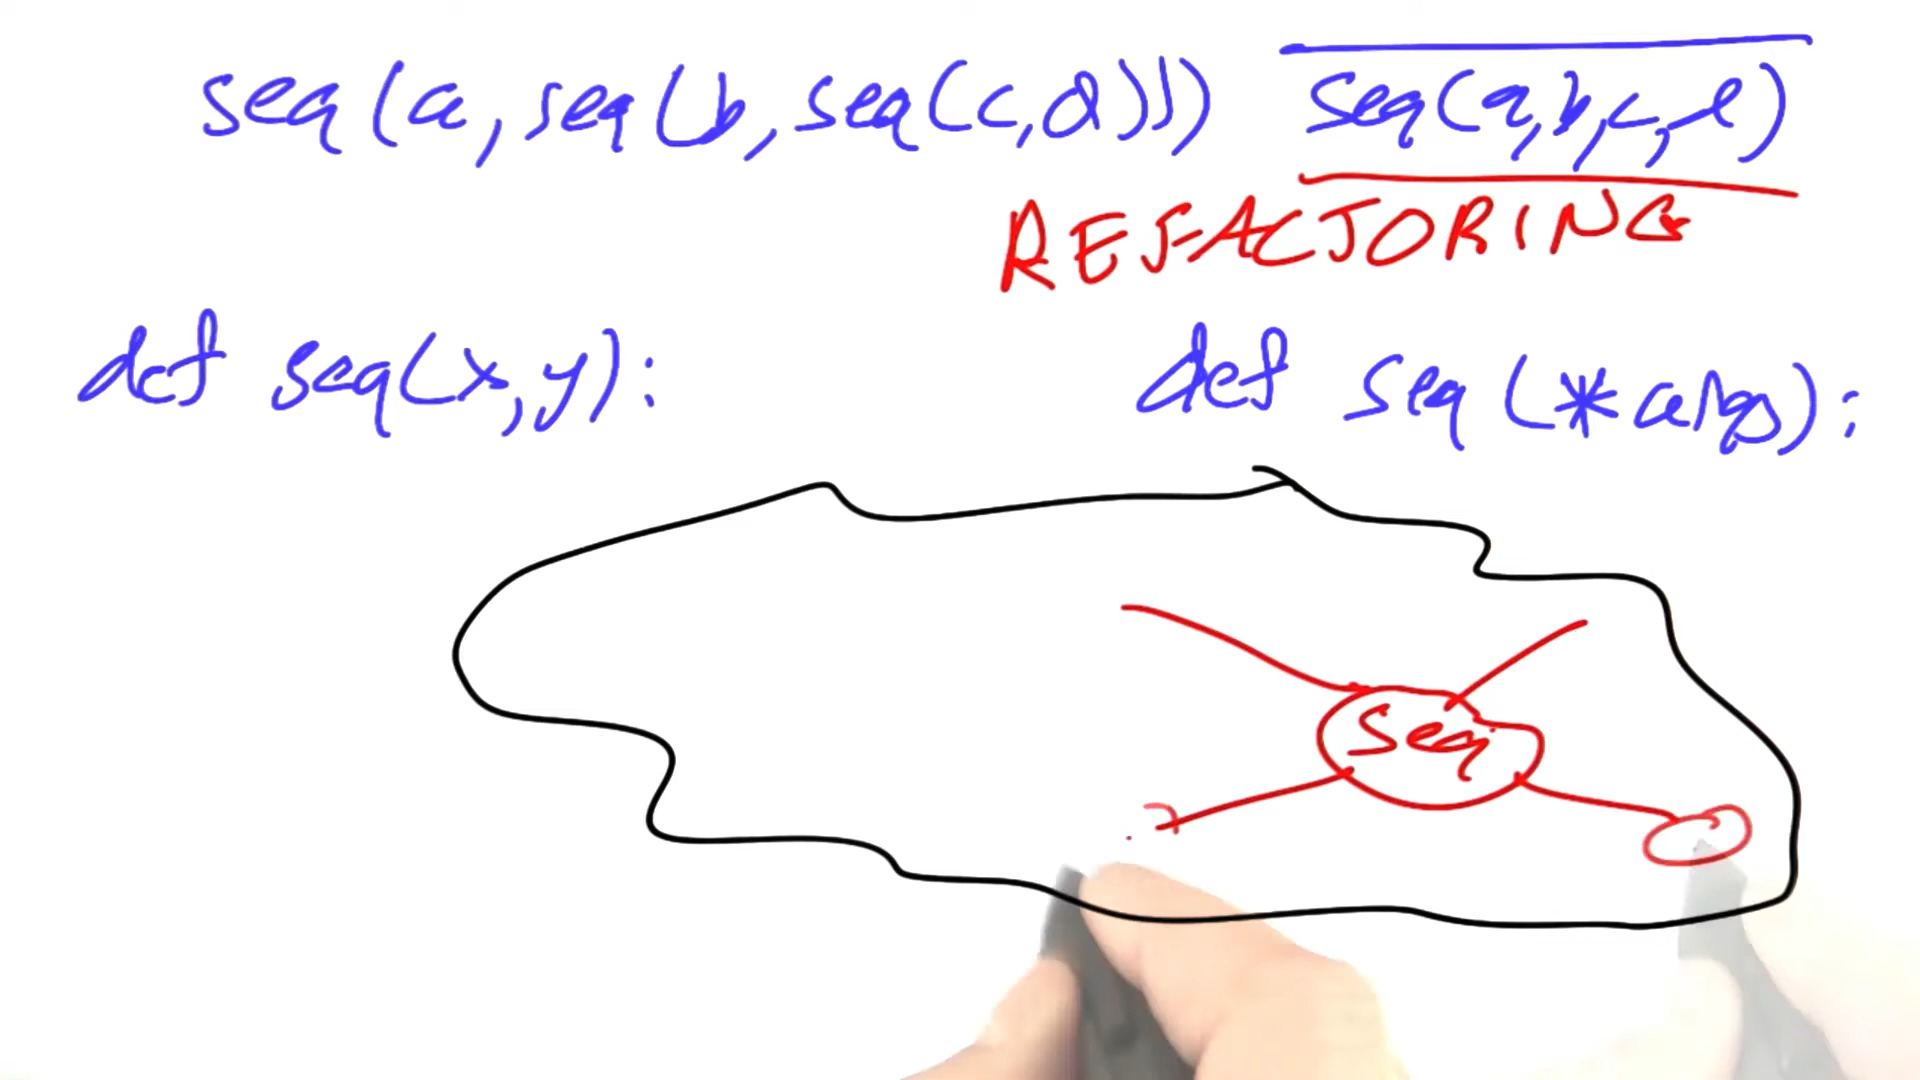 seq(a,seq(b,seq(c,d))) seq(a,b,c,d)
REFACTORING
def seq(x,y): def seq(*args):
seq